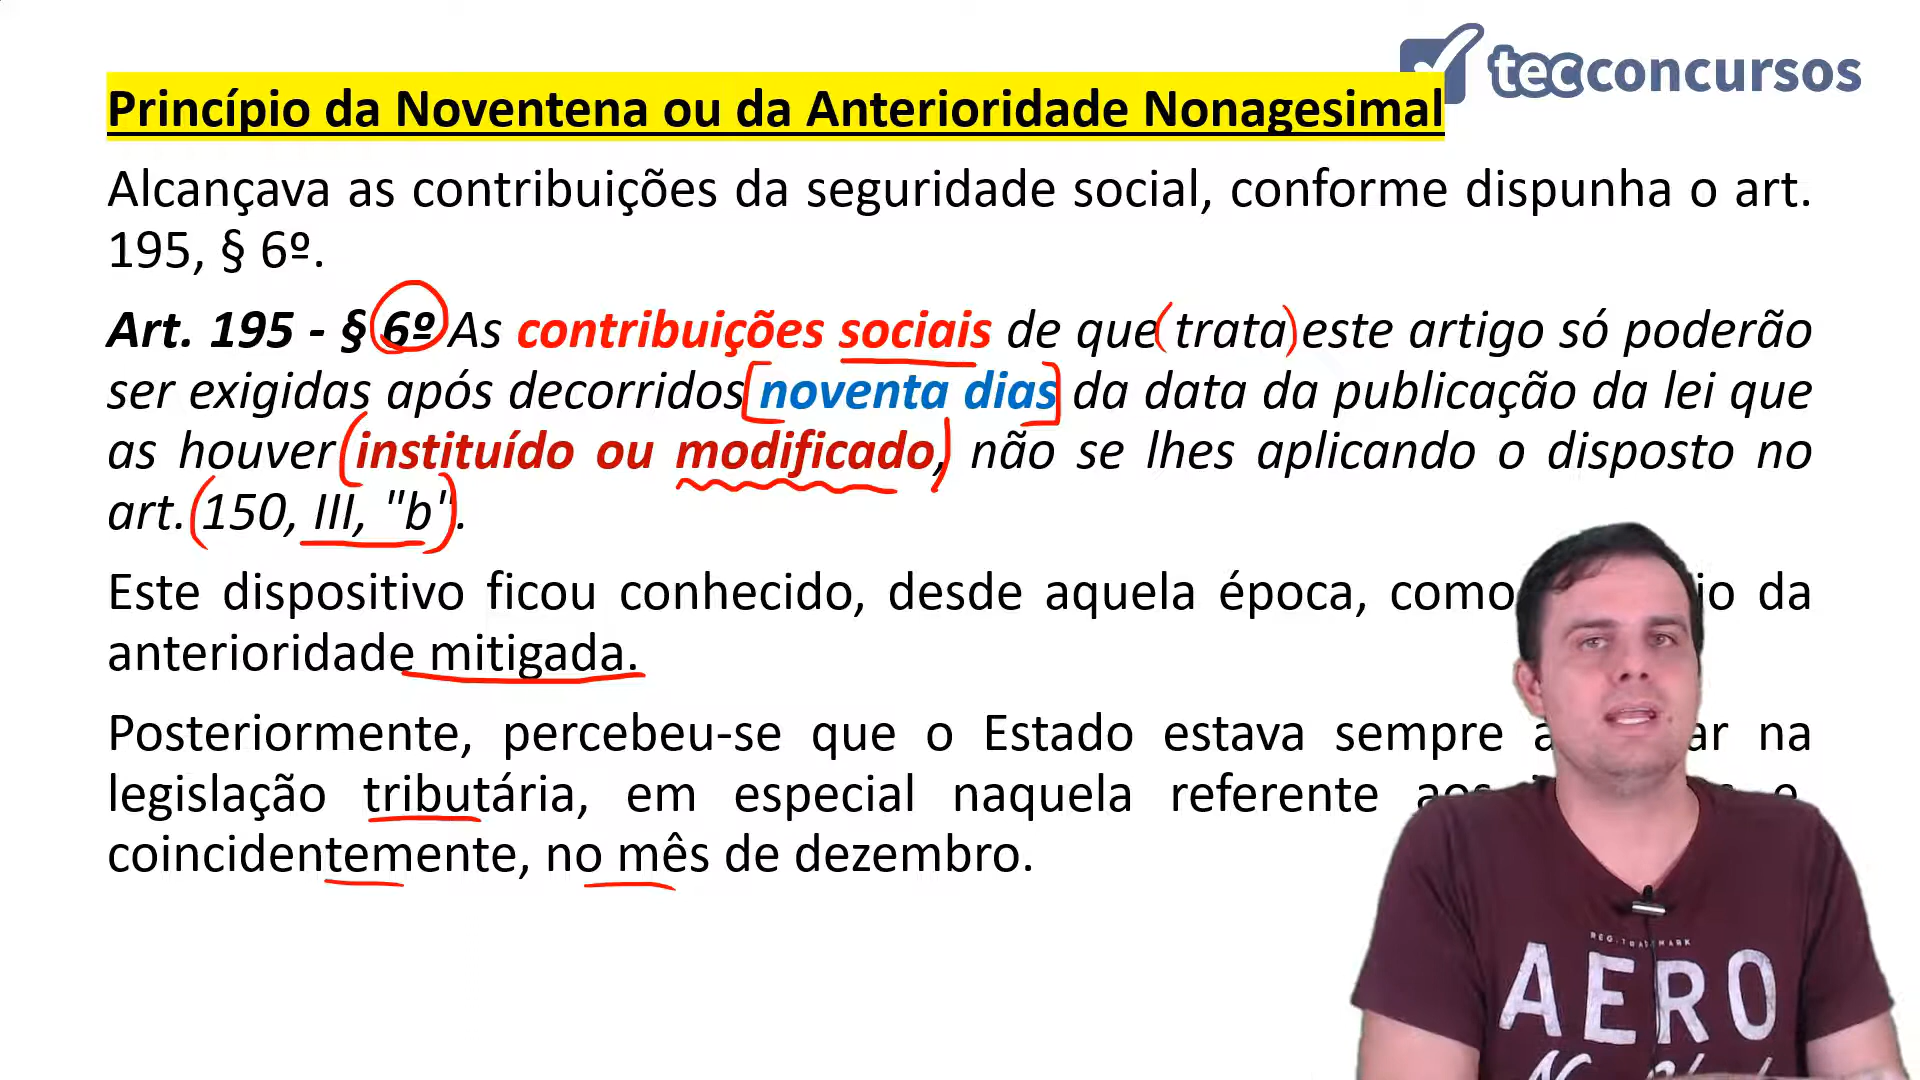 tecconcursos
Princípio da Noventena ou da Anterioridade Nonagesimal
Alcançava as contribuições da seguridade social, conforme dispunha o art.
195, § 6º.
Art. 195 - § 6º As contribuições sociais de que trata este artigo só poderão
ser exigidas após decorridos noventa dias da data da publicação da lei que
as houver instituído ou modificado, não se lhes aplicando o disposto no
art. 150, III, "b".
Este dispositivo ficou conhecido, desde aquela época, como da
anterioridade mitigada.
Posteriormente, percebeu-se que o Estado estava sempre na
legislação tributária, em especial naquela referente aos e,
coincidentemente, no mês de dezembro.
REG. TRADEMARK
AERO